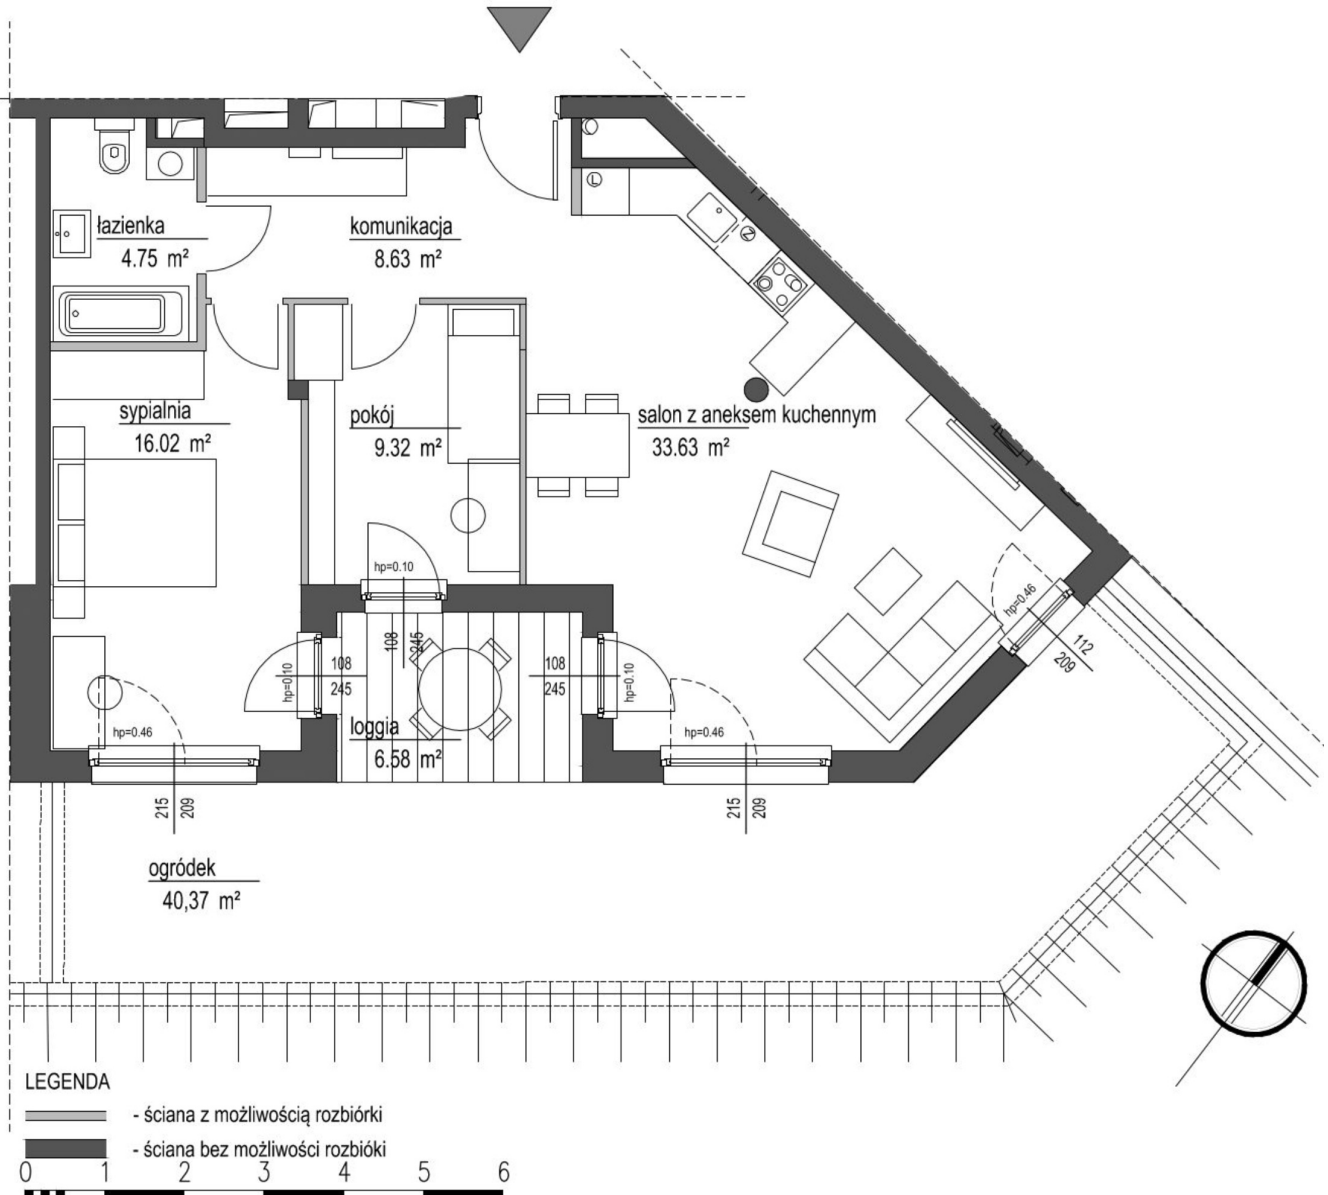 L
łazienka
4.75 m²
komunikacja
8.63 m²
Z
sypialnia
16.02 m²
pokój
9.32 m²
salon z aneksem kuchennym
33.63 m²
hp=0.10
hp=0.46
112
209
108
245
hp=0.10
108
245
108
245
hp=0.10
loggia
6.58 m²
hp=0.46
hp=0.46
215
209
215
209
ogródek
40,37 m²
LEGENDA
- ściana z możliwością rozbiórki
- ściana bez możliwości rozbióki
0 1 2 3 4 5 6